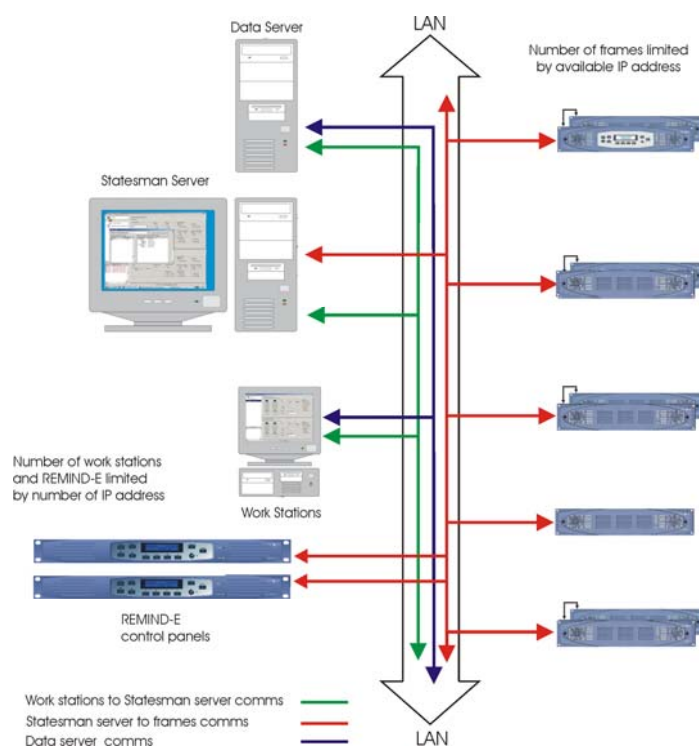 Data Server
LAN
Number of frames limited
by available IP address
Statesman Server
Number of work stations
and REMIND-E limited
by number of IP address
Work Stations
REMIND-E
control panels
Work stations to Statesman server comms
Statesman server to frames comms
Data server comms
LAN